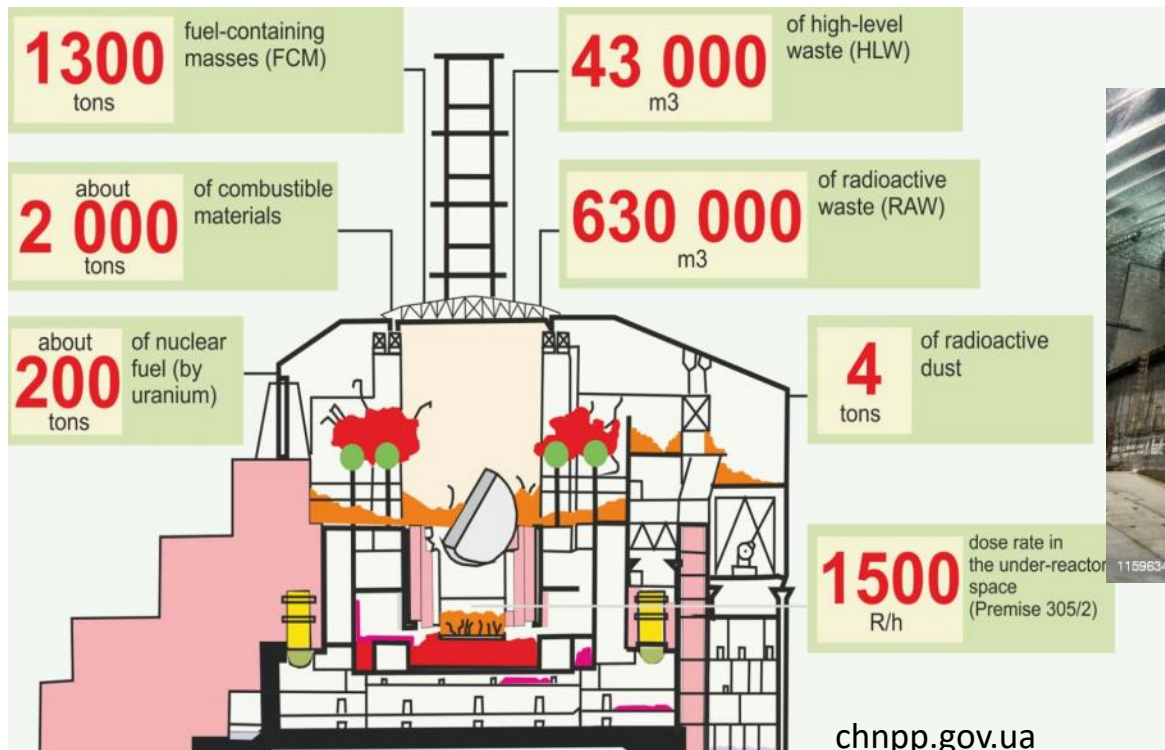 1300
tons
fuel-containing
masses (FCM)
43 000
m3
of high-level
waste (HLW)
about
2 000
tons
of combustible
materials
630 000
m3
of radioactive
waste (RAW)
about
200
tons
of nuclear
fuel (by
uranium)
4
tons
of radioactive
dust
1500
R/h
dose rate in
the under-reactor
space
(Premise 305/2)
1159634
chnpp.gov.ua